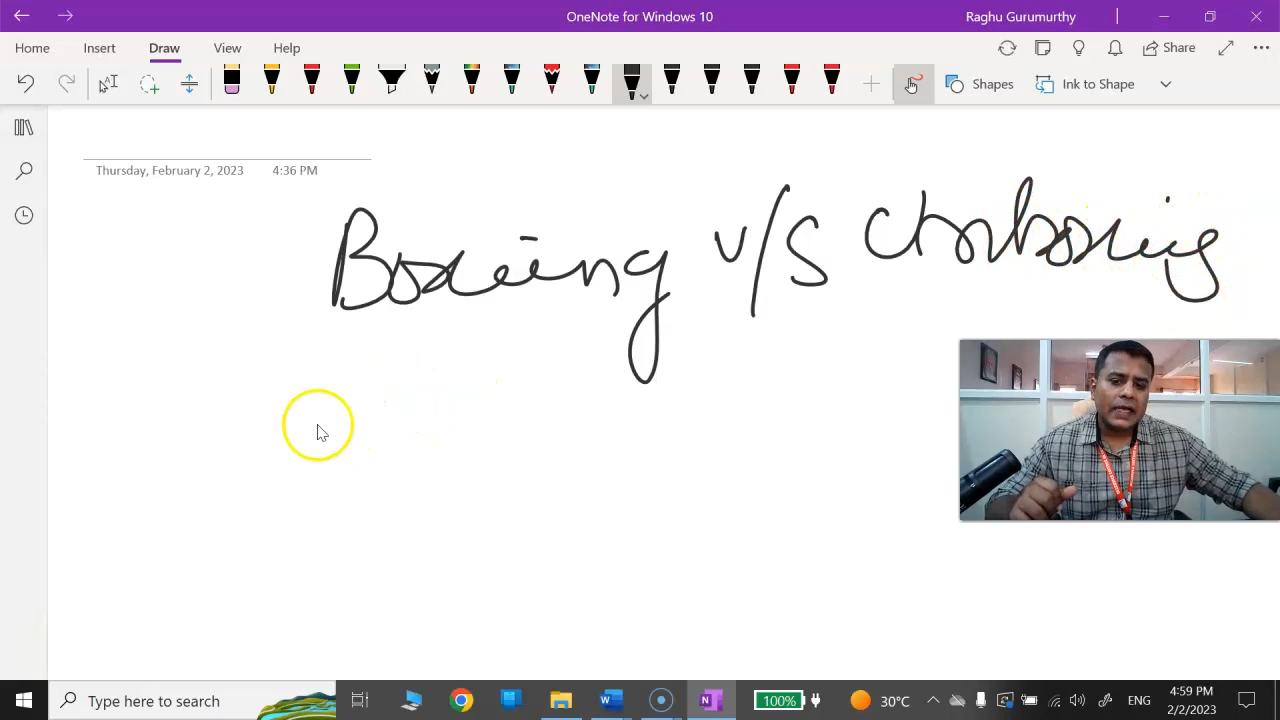 OneNote for Windows 10
Raghu Gurumurthy
Home Insert Draw View Help Share
Shapes Ink to Shape
Thursday, February 2, 2023 4:36 PM
Boxing v/s
Type here to search 100% 30°C ENG 4:59 PM
2/2/2023